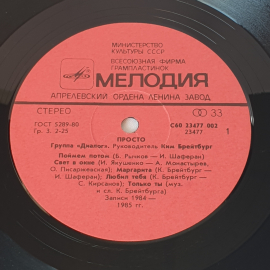 МИНИСТЕРСТВО
КУЛЬТУРЫ СССР
ВСЕСОЮЗНАЯ ФИРМА
ГРАМПЛАСТИНОК
МЕЛОДИЯ
АПРЕЛЕВСКИЙ ОРДЕНА ЛЕНИНА ЗАВОД
СТЕРЕО
33
ГОСТ 5289-80
Гр. 3. 2-25
С60 23477 002
23477
1
ПРОСТО
Группа «Диалог». Руководитель Ким Брейтбург
Поймем потом (Б. Рычков — И. Шаферан)
Свет в окне (И. Якушенко — А. Монастырев,
О. Писаржевская) Маргарита (К. Брейтбург —
И. Шаферан) Люблю тебя (К. Брейтбург —
С. Кирсанов) Только ты (муз.
и сл. К. Брейтбурга)
Записи 1984—
1985 гг.